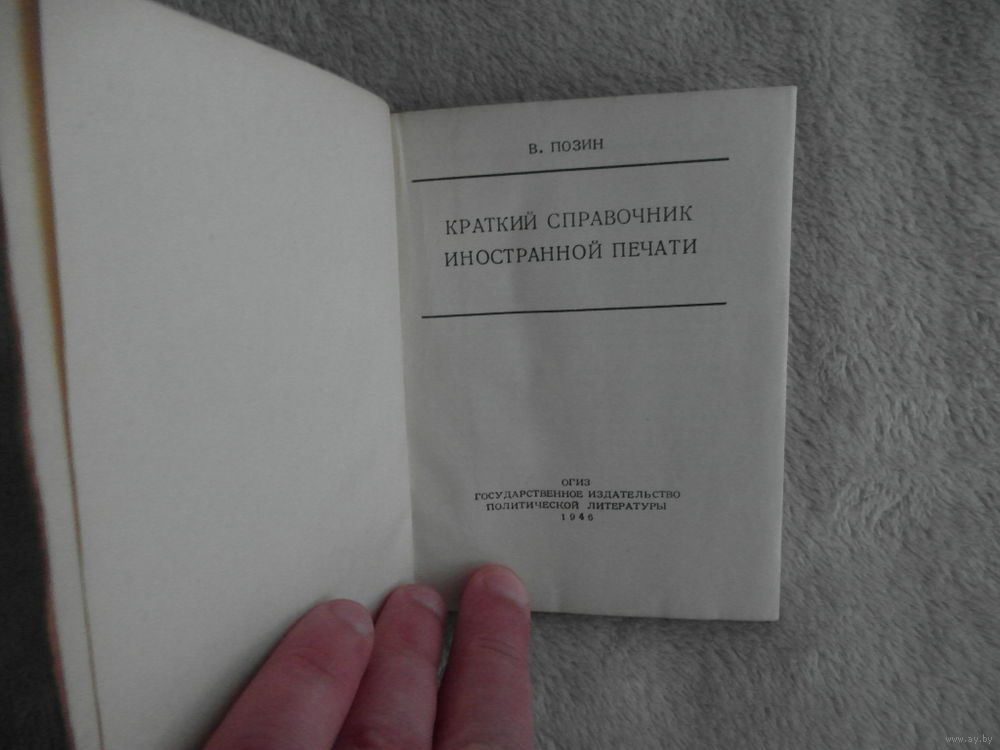 В. ПОЗИН
КРАТКИЙ СПРАВОЧНИК
ИНОСТРАННОЙ ПЕЧАТИ
ОГИЗ
ГОСУДАРСТВЕННОЕ ИЗДАТЕЛЬСТВО
ПОЛИТИЧЕСКОЙ ЛИТЕРАТУРЫ
1946
www.ay.by